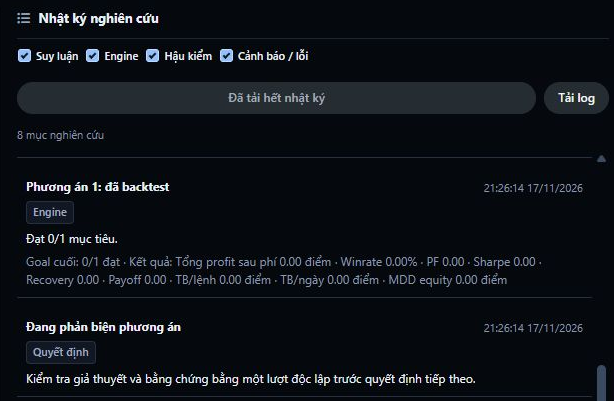 Nhật ký nghiên cứu
Suy luận Engine Hậu kiểm Cảnh báo / lỗi
Đã tải hết nhật ký Tải log
8 mục nghiên cứu
Phương án 1: đã backtest 21:26:14 17/11/2026
Engine
Đạt 0/1 mục tiêu.
Goal cuối: 0/1 đạt · Kết quả: Tổng profit sau phí 0.00 điểm · Winrate 0.00% · PF 0.00 · Sharpe 0.00 ·
Recovery 0.00 · Payoff 0.00 · TB/lệnh 0.00 điểm · TB/ngày 0.00 điểm · MDD equity 0.00 điểm
Đang phản biện phương án 21:26:14 17/11/2026
Quyết định
Kiểm tra giả thuyết và bằng chứng bằng một lượt độc lập trước quyết định tiếp theo.